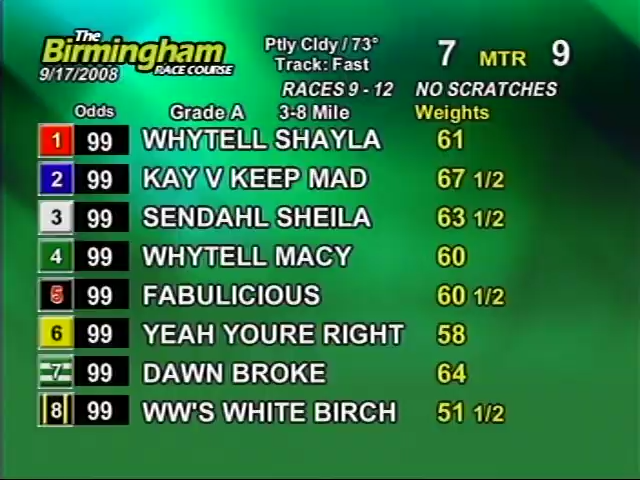 The
Birmingham
RACE COURSE
9/17/2008
Ptly Cldy / 73°
Track: Fast
7 MTR 9
RACES 9 - 12 NO SCRATCHES
Odds Grade A 3-8 Mile Weights
1 99 WHYTELL SHAYLA 61
2 99 KAY V KEEP MAD 67 1/2
3 99 SENDAHL SHEILA 63 1/2
4 99 WHYTELL MACY 60
5 99 FABULICIOUS 60 1/2
6 99 YEAH YOURE RIGHT 58
7 99 DAWN BROKE 64
8 99 WW'S WHITE BIRCH 51 1/2